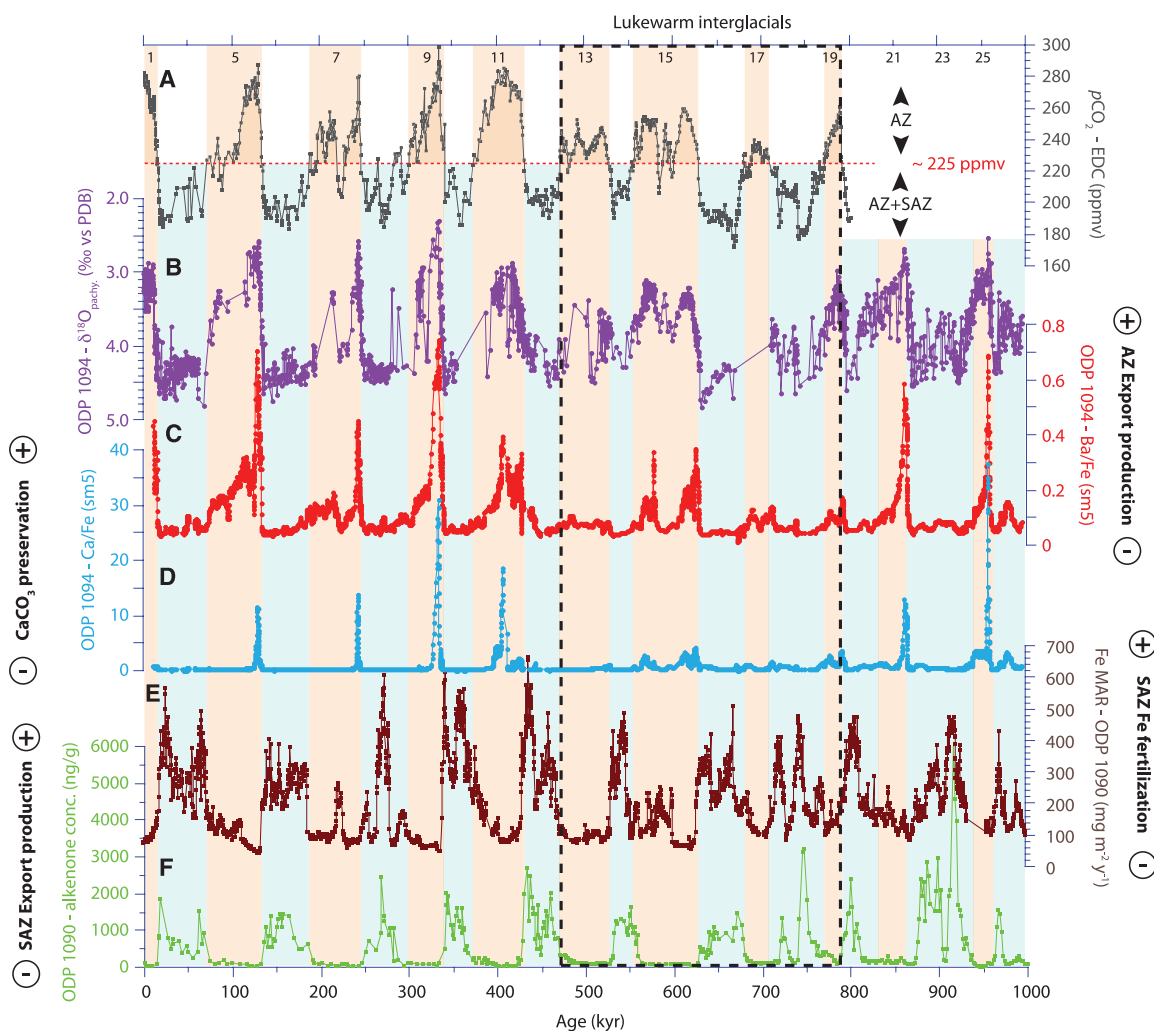 Lukewarm interglacials
1 5 7 9 11 13 15 17 19 21 23 25
A
300
280
260
240
220
200
180
160
pCO₂ - EDC (ppmv)
AZ
~ 225 ppmv
AZ+SAZ
B
2.0
3.0
4.0
5.0
ODP 1094 - δ¹⁸O pachy. (‰ vs PDB)
C
0.8
0.6
0.4
0.2
0
ODP 1094 - Ba/Fe (sm5)
+
AZ Export production
−
D
40
30
20
10
0
ODP 1094 - Ca/Fe (sm5)
+
CaCO₃ preservation
−
E
700
600
500
400
300
200
100
0
Fe MAR - ODP 1090 (mg m⁻² y⁻¹)
+
SAZ Fe fertilization
−
F
6000
5000
4000
3000
2000
1000
0
ODP 1090 - alkenone conc. (ng/g)
+
SAZ Export production
−
0 100 200 300 400 500 600 700 800 900 1000
Age (kyr)